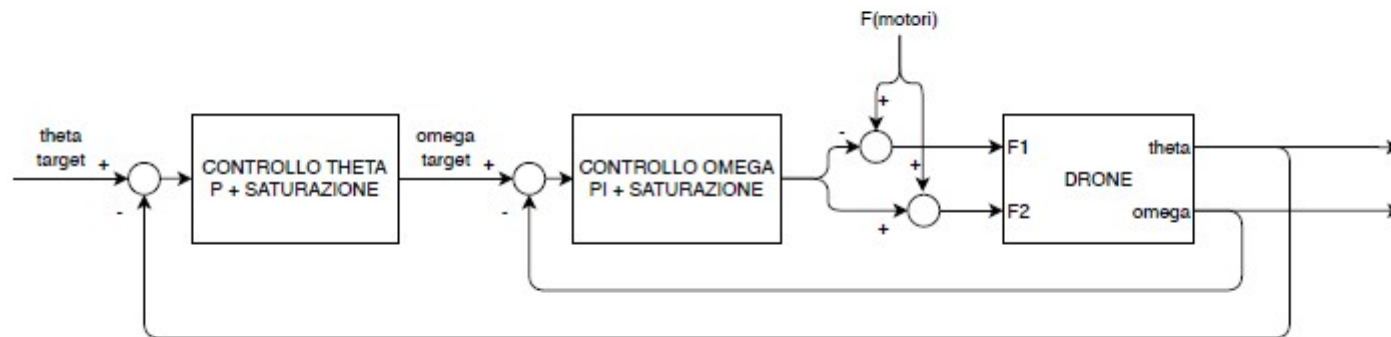 F(motori)
theta
target
+
-
CONTROLLO THETA
P + SATURAZIONE
omega
target
+
-
CONTROLLO OMEGA
PI + SATURAZIONE
-
+
+
+
F1
F2
DRONE
theta
omega